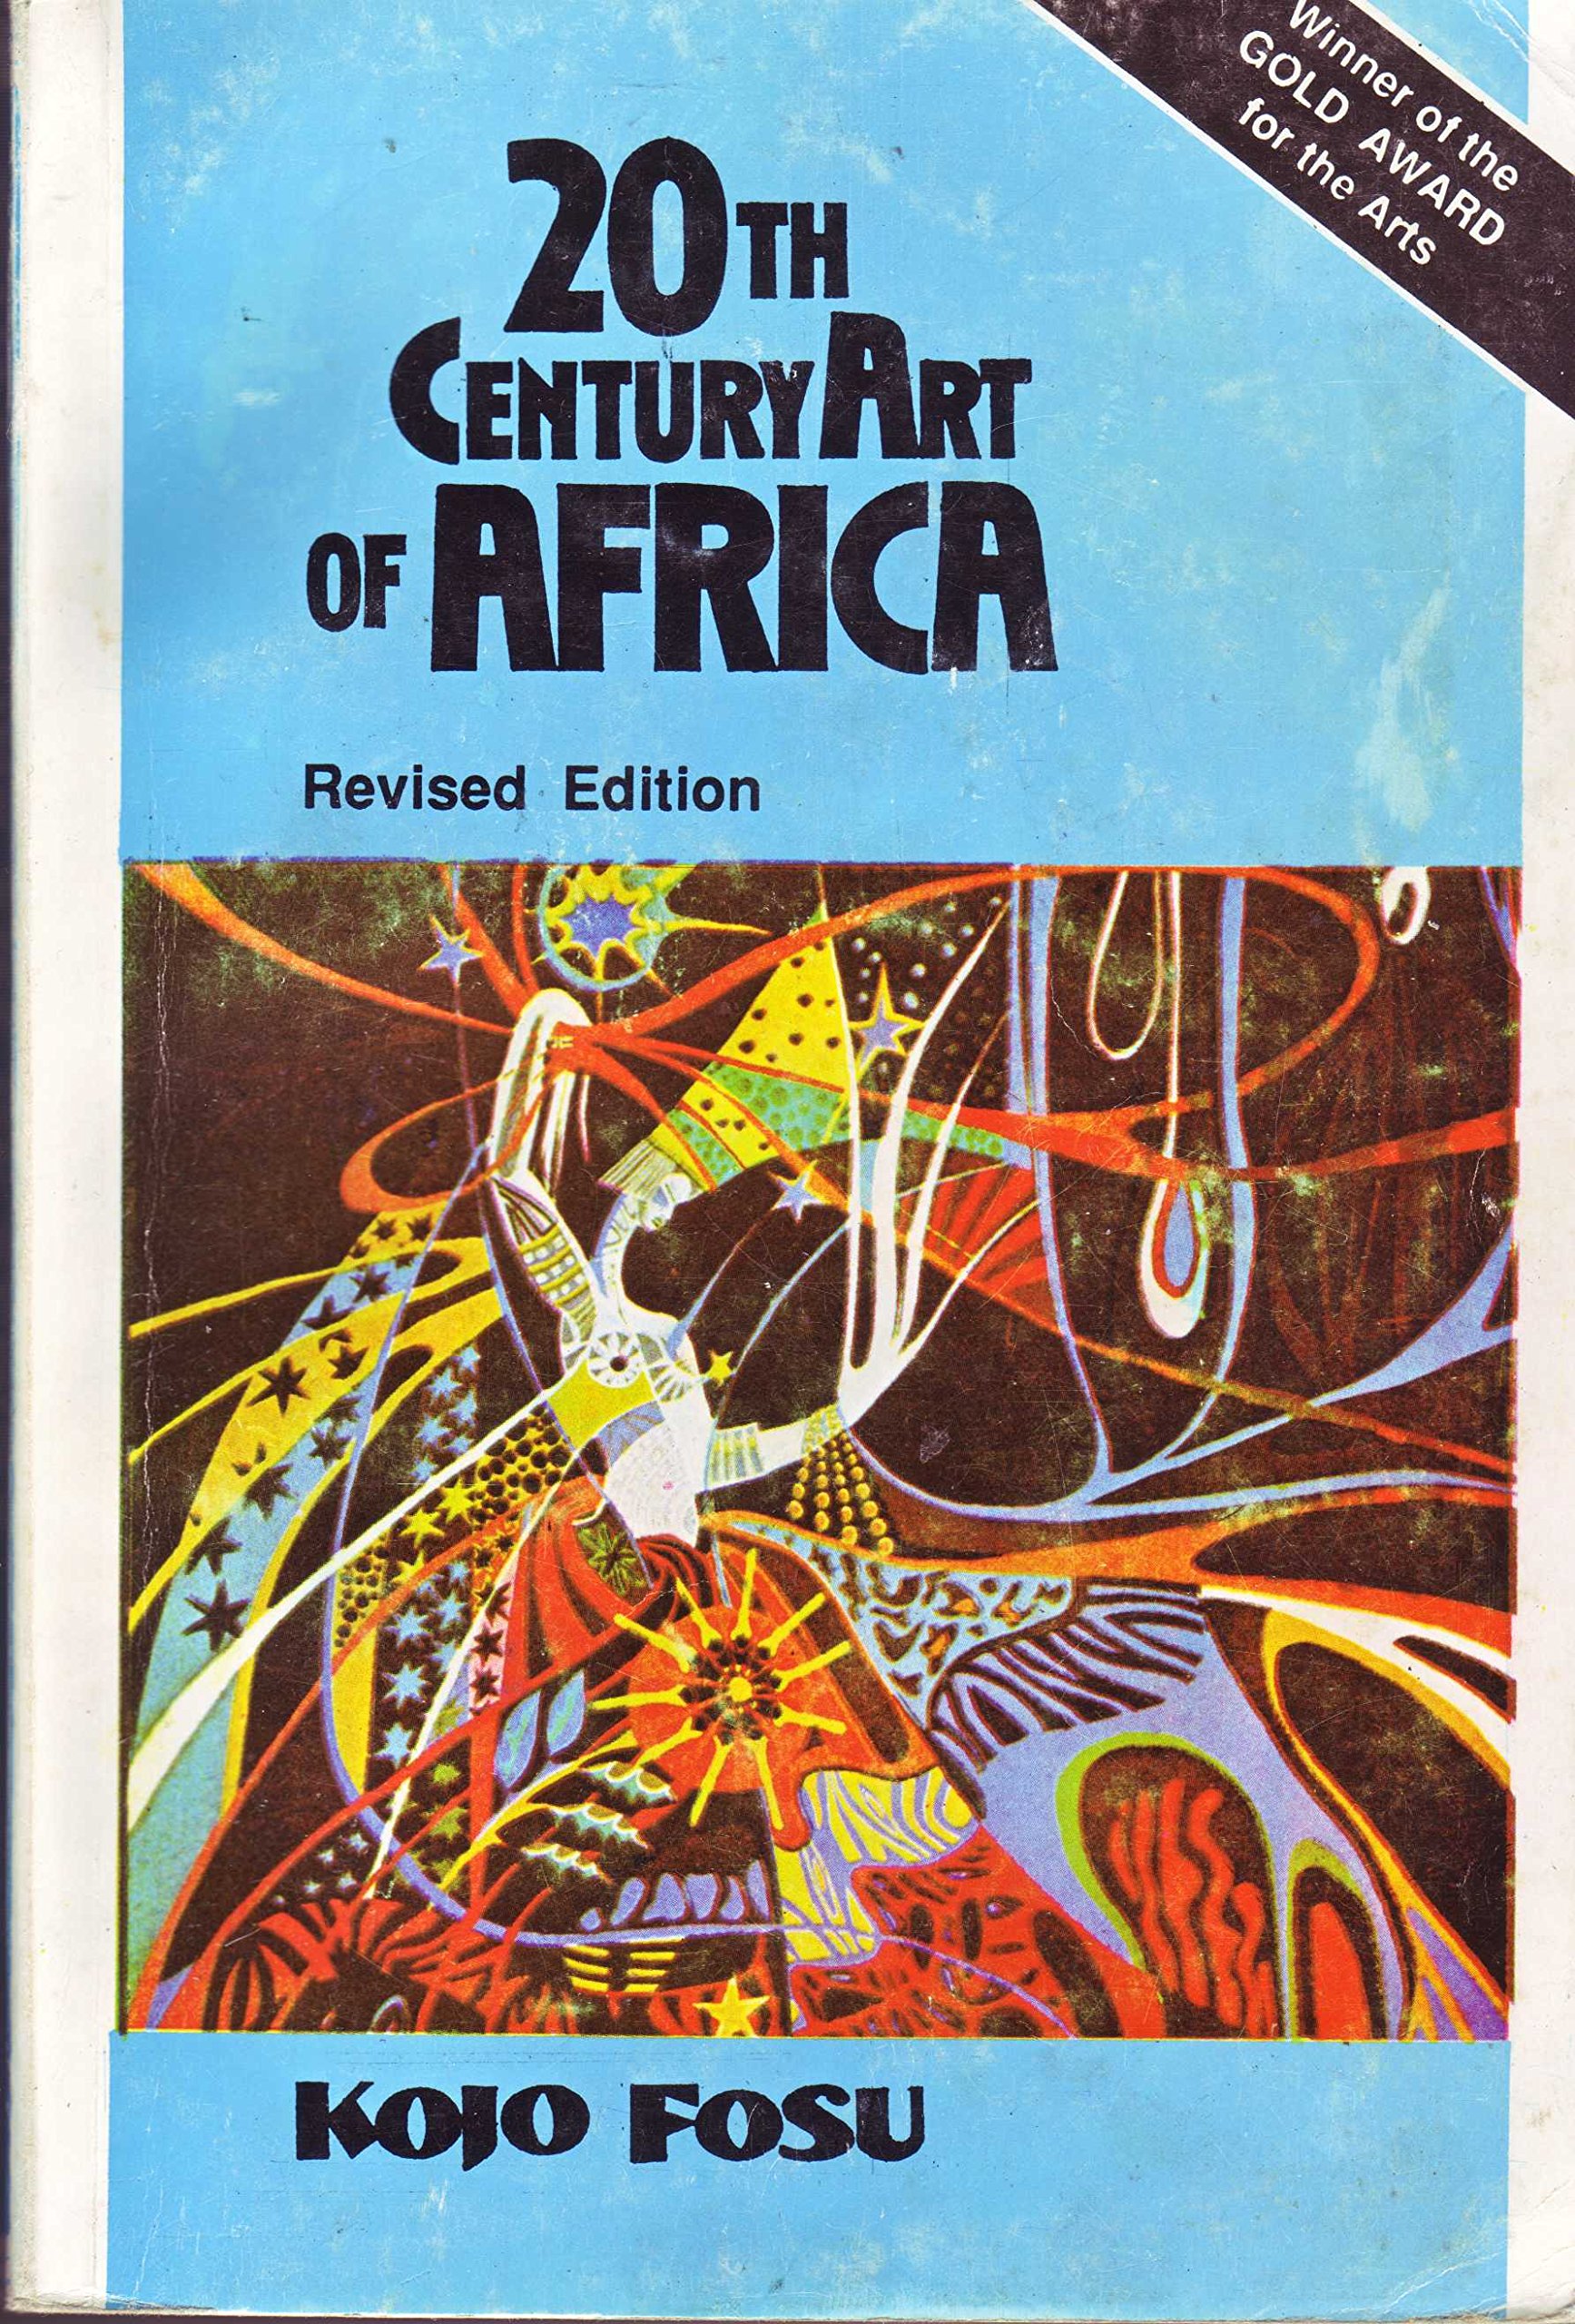 Winner of the
GOLD AWARD
for the Arts
20TH
CENTURY ART
OF AFRICA
Revised Edition
KOJO FOSU